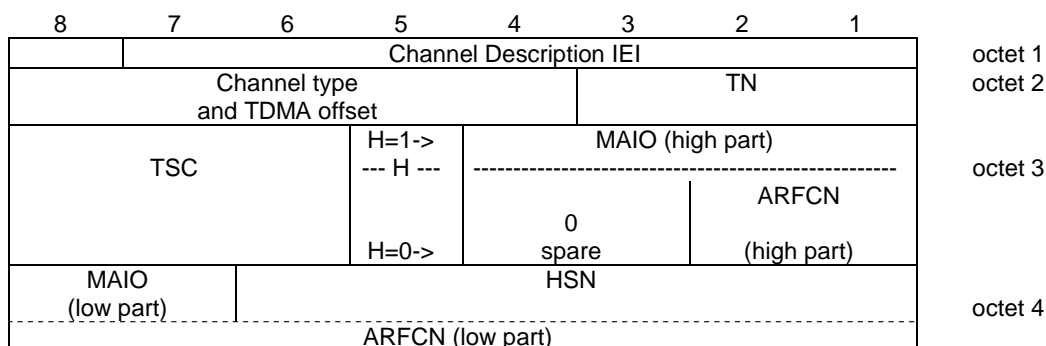 8 7 6 5 4 3 2 1
Channel Description IEI octet 1
Channel type TN octet 2
and TDMA offset
H=1-> MAIO (high part)
TSC --- H --- ------------------------------------------------------ octet 3
ARFCN
0
H=0-> spare (high part)
MAIO HSN
(low part) octet 4
ARFCN (low part)